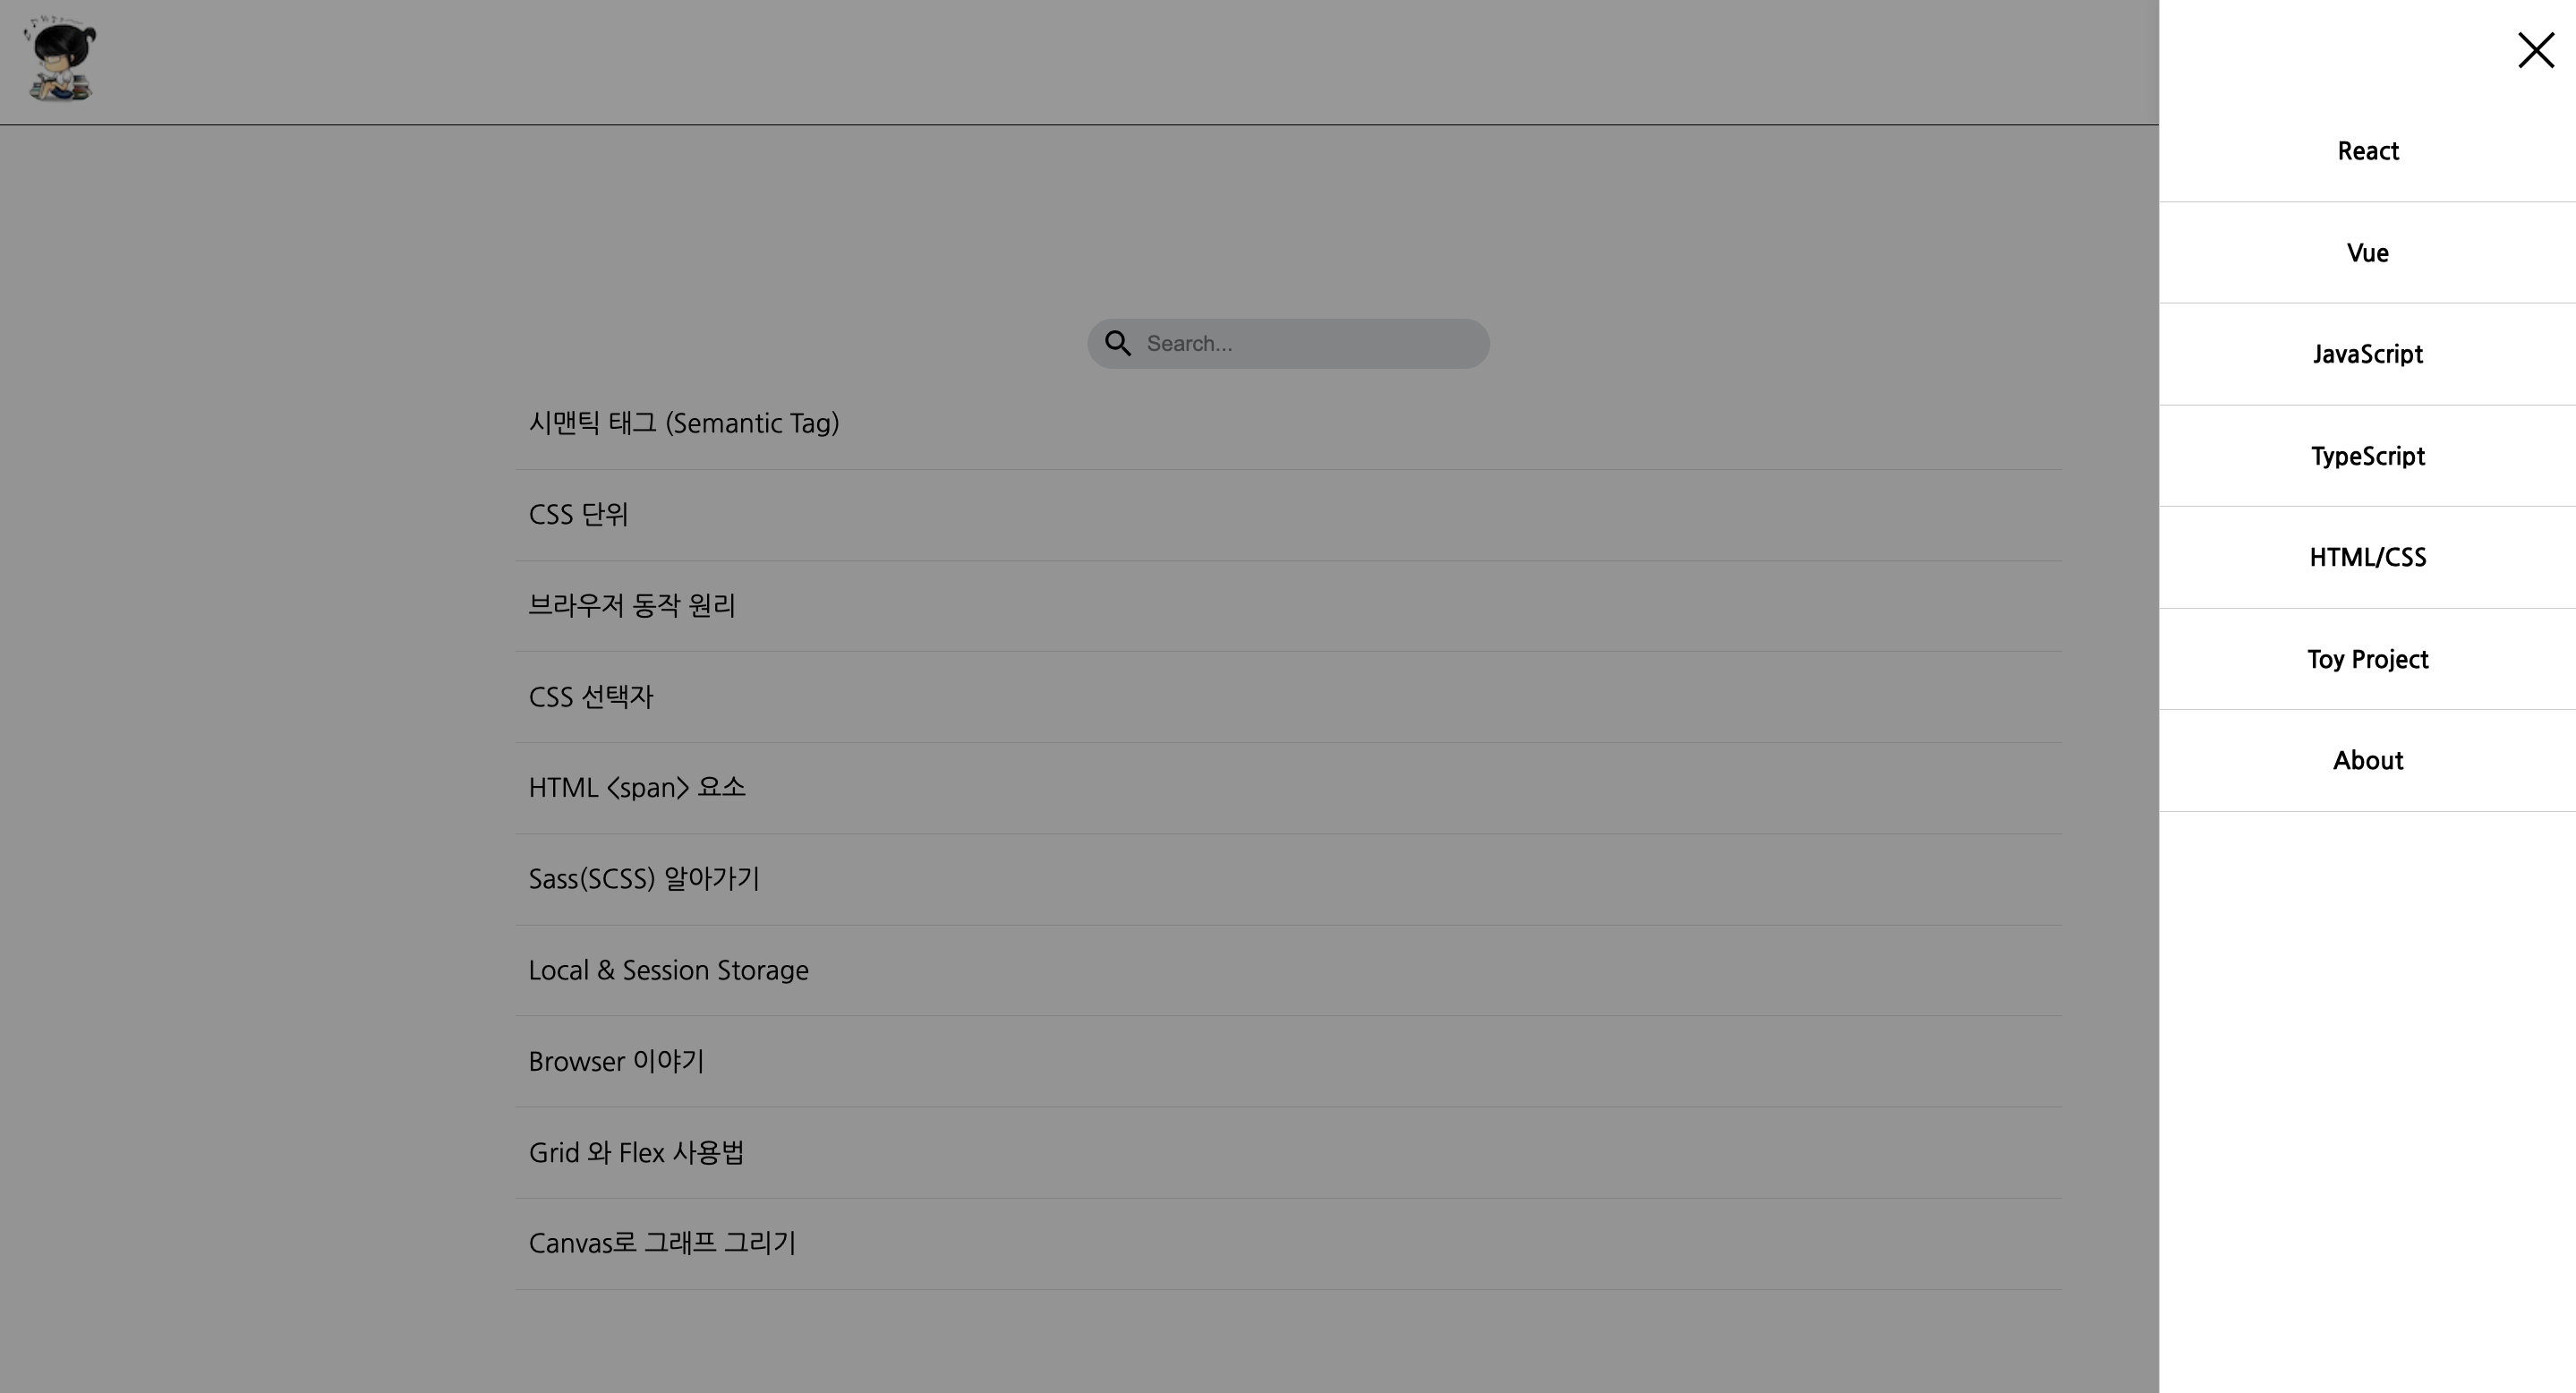 Search...
시맨틱 태그 (Semantic Tag)
CSS 단위
브라우저 동작 원리
CSS 선택자
HTML <span> 요소
Sass(SCSS) 알아가기
Local & Session Storage
Browser 이야기
Grid 와 Flex 사용법
Canvas로 그래프 그리기
React
Vue
JavaScript
TypeScript
HTML/CSS
Toy Project
About